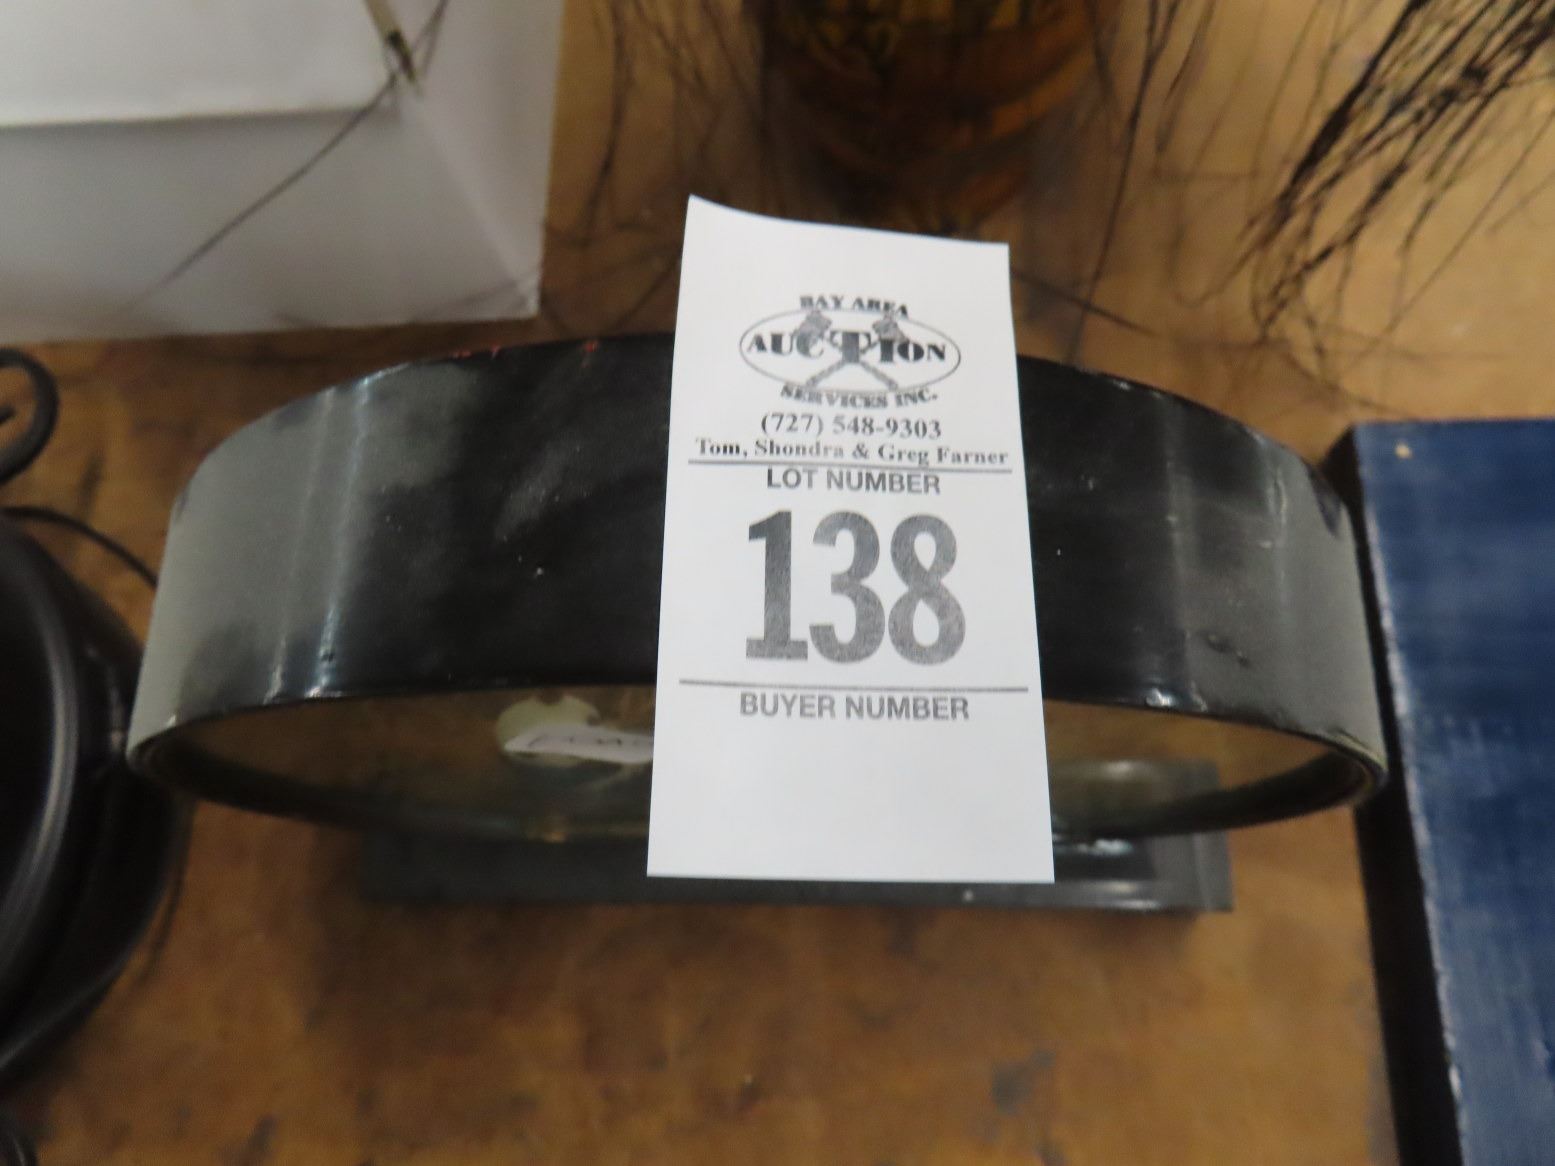 BAY AREA
AUCTION
SERVICES INC.
(727) 548-9303
Tom, Shondra & Greg Farner
LOT NUMBER
138
BUYER NUMBER